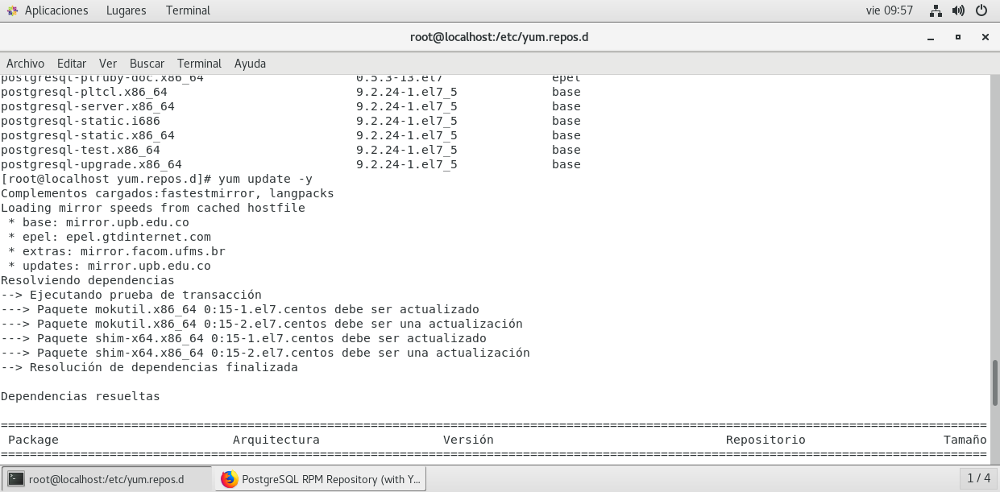 Aplicaciones Lugares Terminal vie 09:57
root@localhost:/etc/yum.repos.d
Archivo Editar Ver Buscar Terminal Ayuda
postgresql-plruby-doc.x86_64 0.5.3-13.el7 epel
postgresql-pltcl.x86_64 9.2.24-1.el7_5 base
postgresql-server.x86_64 9.2.24-1.el7_5 base
postgresql-static.i686 9.2.24-1.el7_5 base
postgresql-static.x86_64 9.2.24-1.el7_5 base
postgresql-test.x86_64 9.2.24-1.el7_5 base
postgresql-upgrade.x86_64 9.2.24-1.el7_5 base
[root@localhost yum.repos.d]# yum update -y
Complementos cargados:fastestmirror, langpacks
Loading mirror speeds from cached hostfile
* base: mirror.upb.edu.co
* epel: epel.gtdinternet.com
* extras: mirror.facom.ufms.br
* updates: mirror.upb.edu.co
Resolviendo dependencias
--> Ejecutando prueba de transacción
---> Paquete mokutil.x86_64 0:15-1.el7.centos debe ser actualizado
---> Paquete mokutil.x86_64 0:15-2.el7.centos debe ser una actualización
---> Paquete shim-x64.x86_64 0:15-1.el7.centos debe ser actualizado
---> Paquete shim-x64.x86_64 0:15-2.el7.centos debe ser una actualización
--> Resolución de dependencias finalizada
Dependencias resueltas
================================================================================================================================________
Package Arquitectura Versión Repositorio Tamaño
========================================================================================================================================
root@localhost:/etc/yum.repos.d PostgreSQL RPM Repository (with Y... 1 / 4